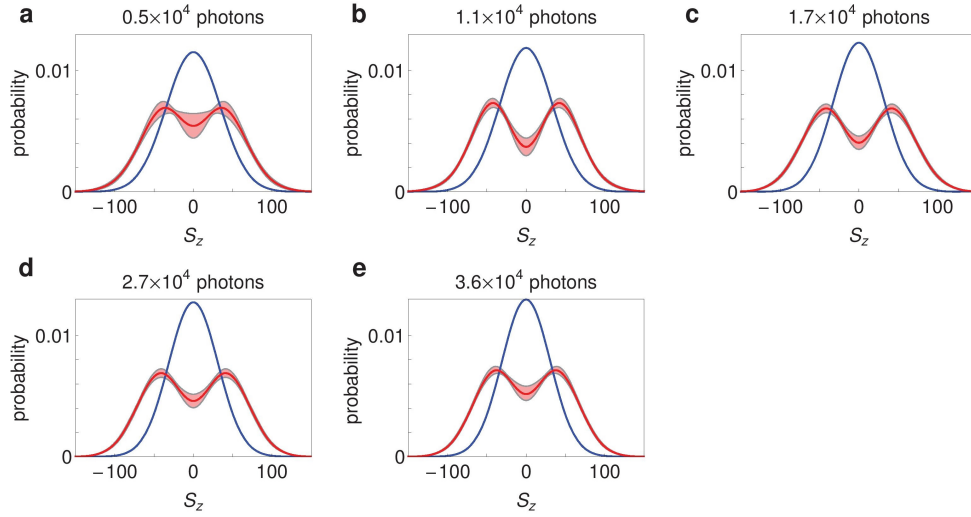 a
0.5×10⁴ photons
probability
0.01
0
−100 0 100
S_z
b
1.1×10⁴ photons
probability
0.01
0
−100 0 100
S_z
c
1.7×10⁴ photons
probability
0.01
0
−100 0 100
S_z
d
2.7×10⁴ photons
probability
0.01
0
−100 0 100
S_z
e
3.6×10⁴ photons
probability
0.01
0
−100 0 100
S_z